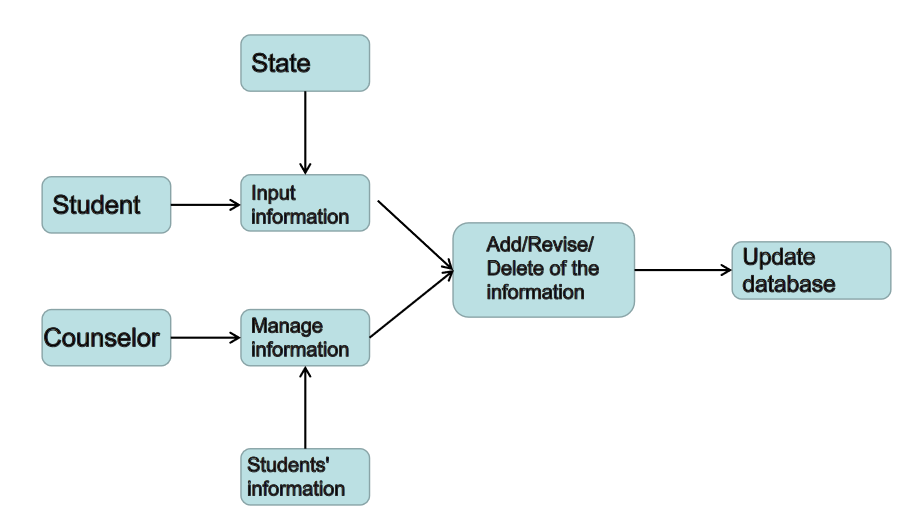 State
Student
Input
information
Add/Revise/
Delete of the
information
Update
database
Counselor
Manage
information
Students'
information